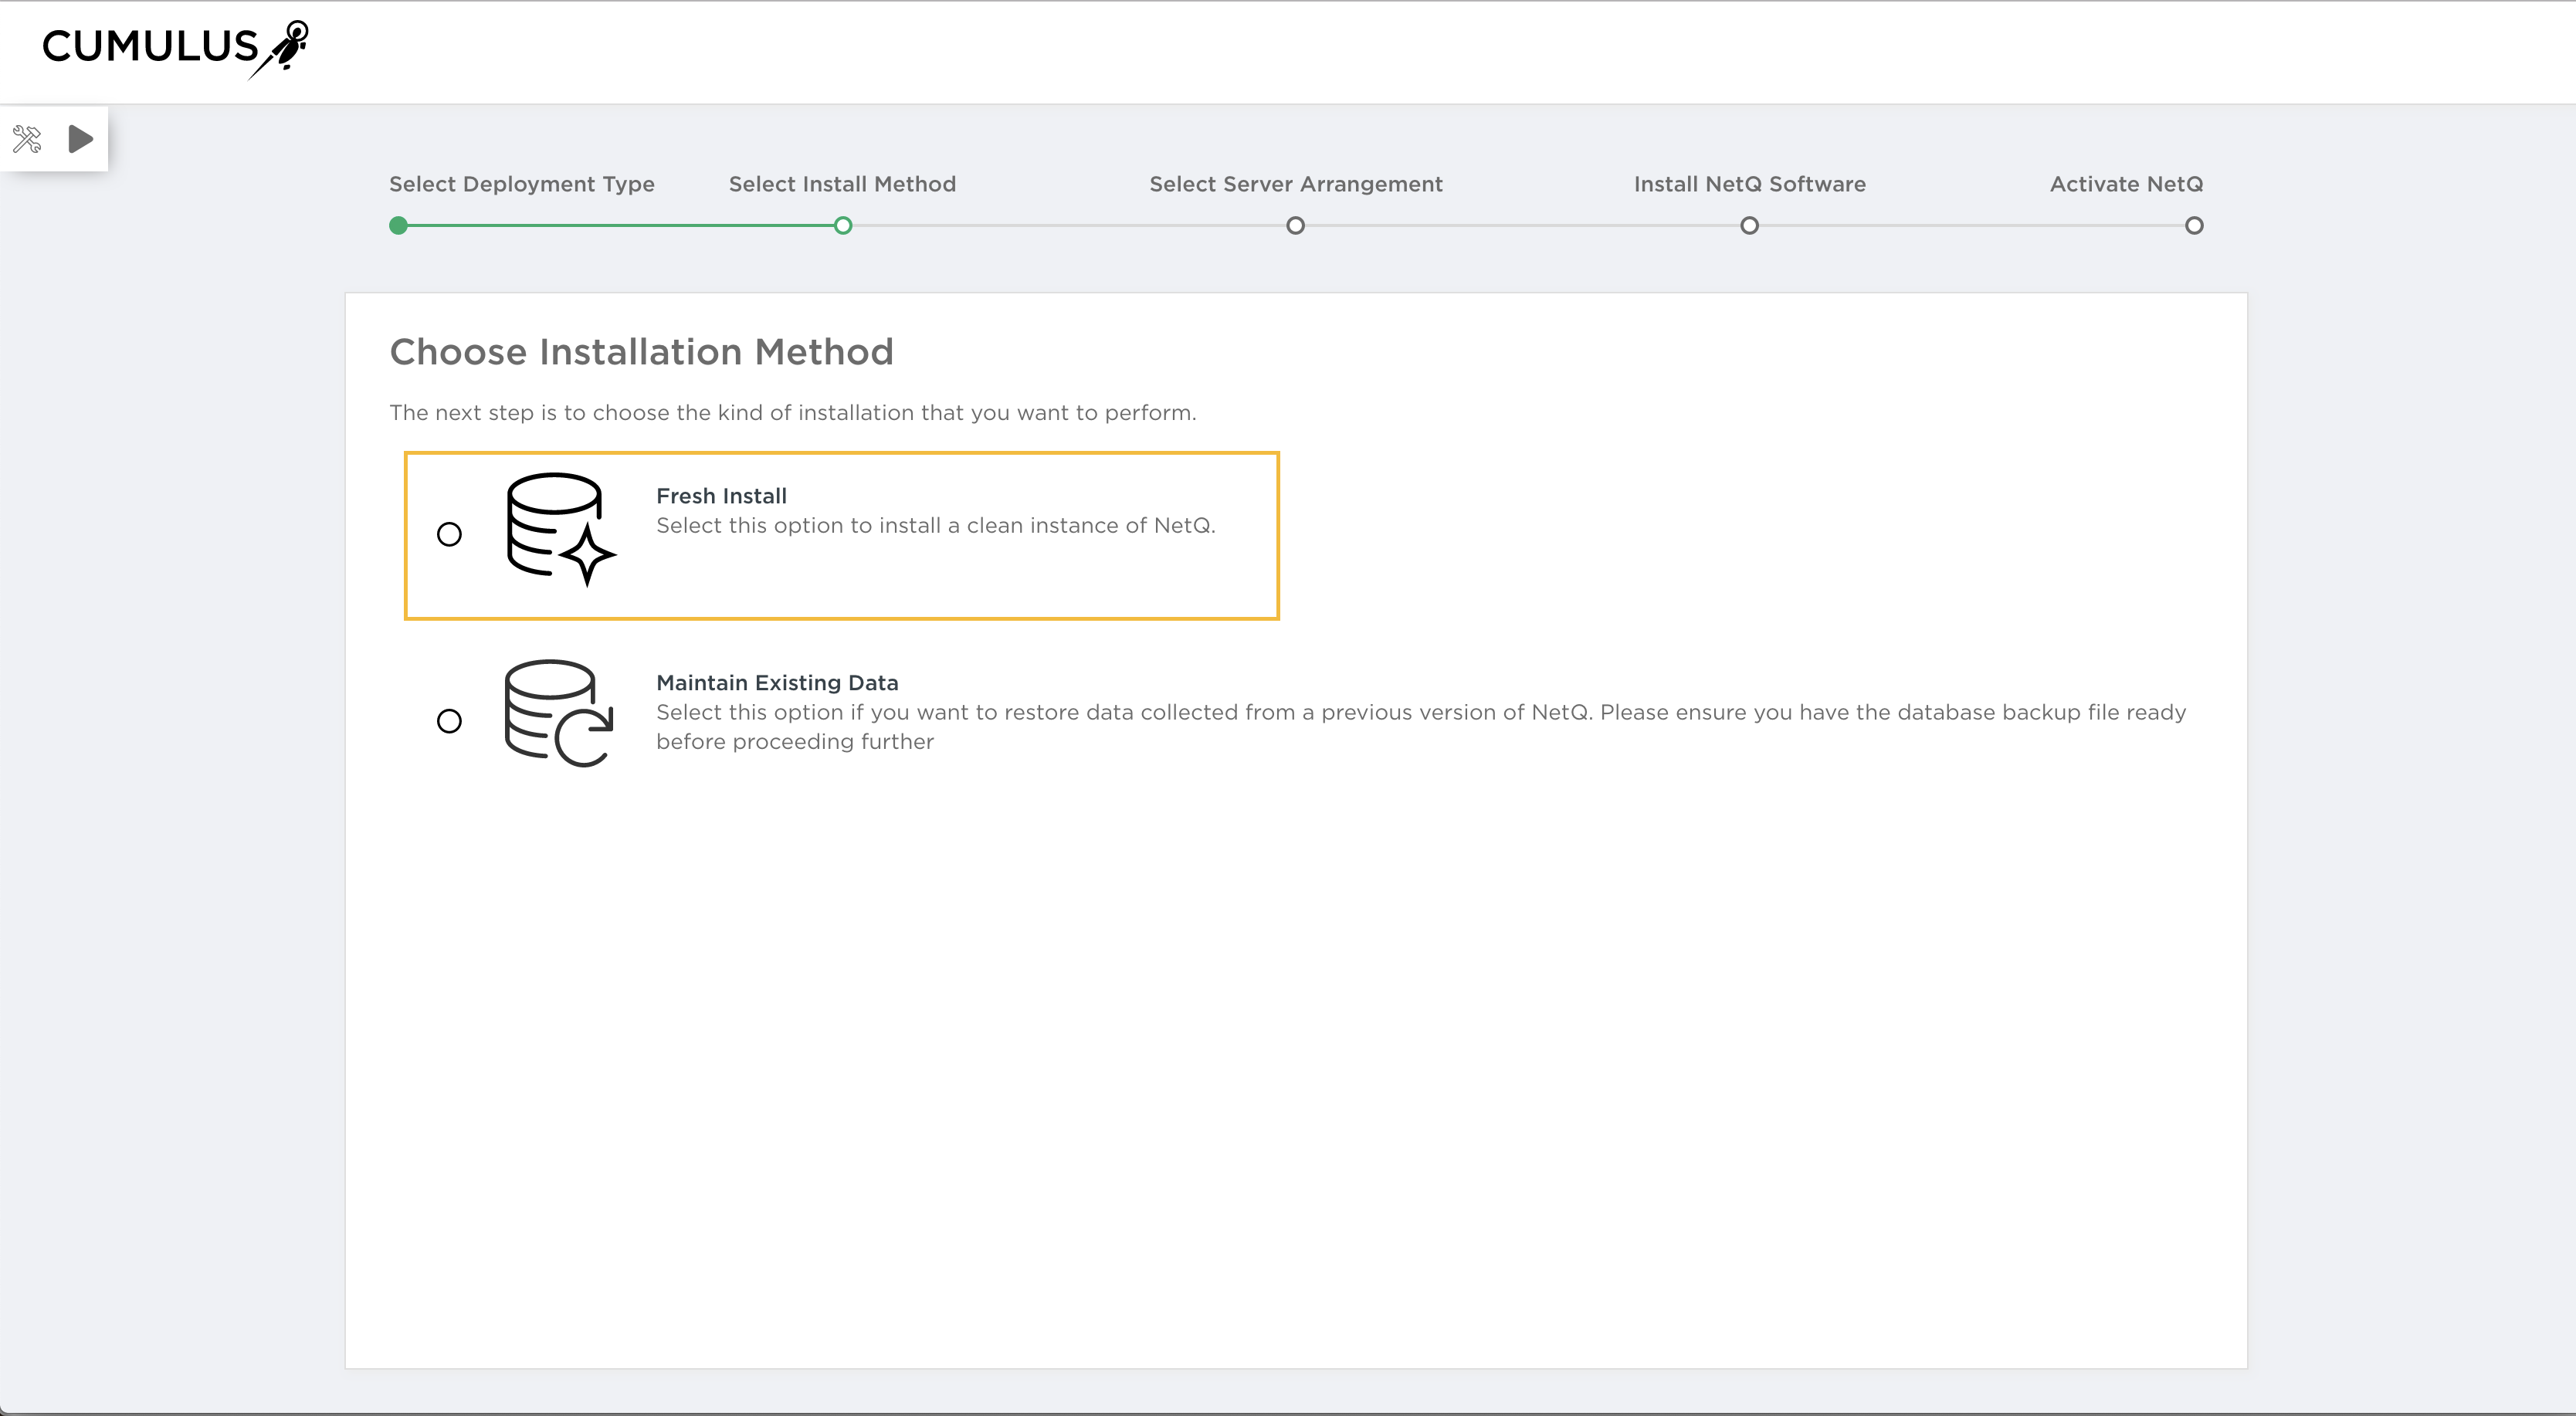 CUMULUS
Select Deployment Type
Select Install Method
Select Server Arrangement
Install NetQ Software
Activate NetQ
Choose Installation Method
The next step is to choose the kind of installation that you want to perform.
Fresh Install
Select this option to install a clean instance of NetQ.
Maintain Existing Data
Select this option if you want to restore data collected from a previous version of NetQ. Please ensure you have the database backup file ready
before proceeding further